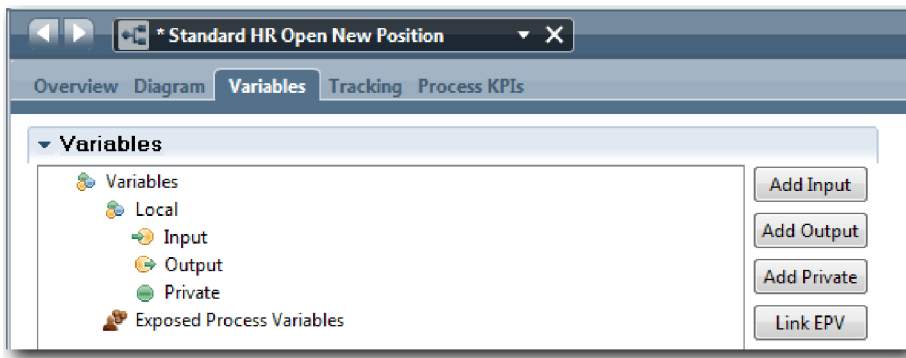 * Standard HR Open New Position
Overview Diagram Variables Tracking Process KPIs
Variables
Variables
Local
Input
Output
Private
Exposed Process Variables
Add Input
Add Output
Add Private
Link EPV